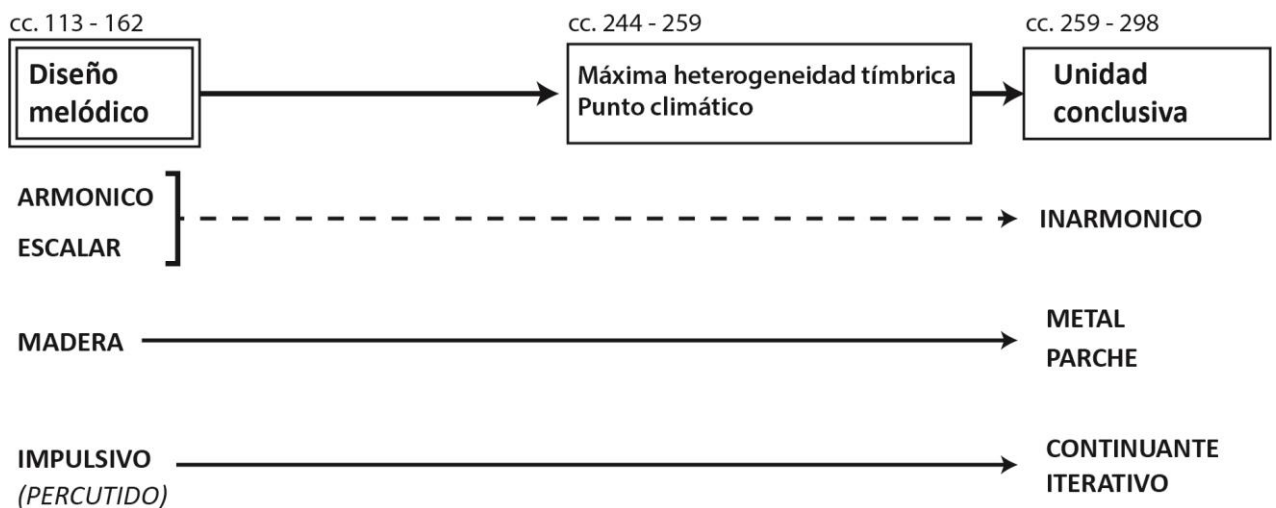 cc. 113 - 162
cc. 244 - 259
cc. 259 - 298
Diseño
melódico
Máxima heterogeneidad tímbrica
Punto climático
Unidad
conclusiva
ARMONICO
ESCALAR
INARMONICO
MADERA
METAL
PARCHE
IMPULSIVO
(PERCUTIDO)
CONTINUANTE
ITERATIVO